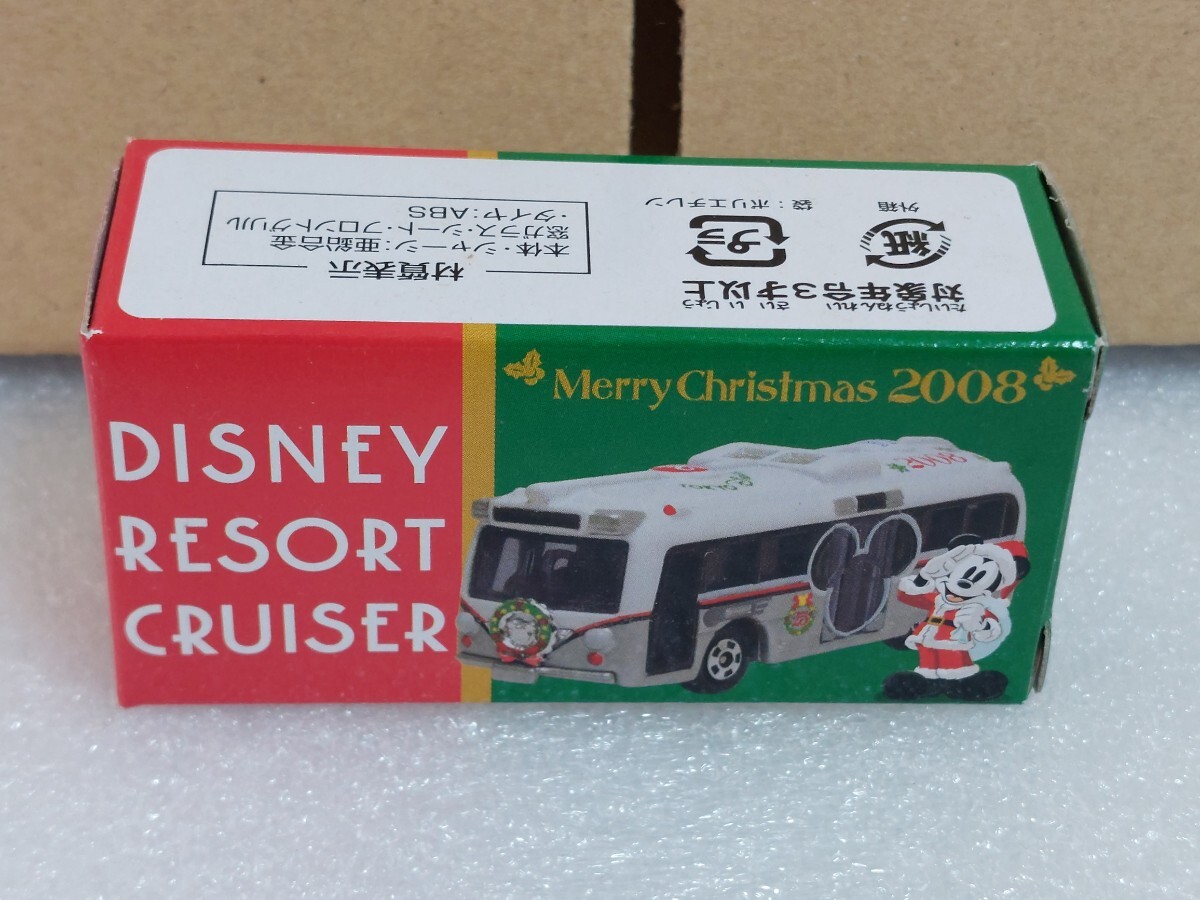 対象年令3才以上
たいしょうねんれい さい いじょう
紙
外箱
プラ
袋：ポリエチレン
材質表示
本体・シャーシ：亜鉛合金
窓ガラス・シート・フロントグリル
・タイヤ：ABS
DISNEY
RESORT
CRUISER
Merry Christmas 2008